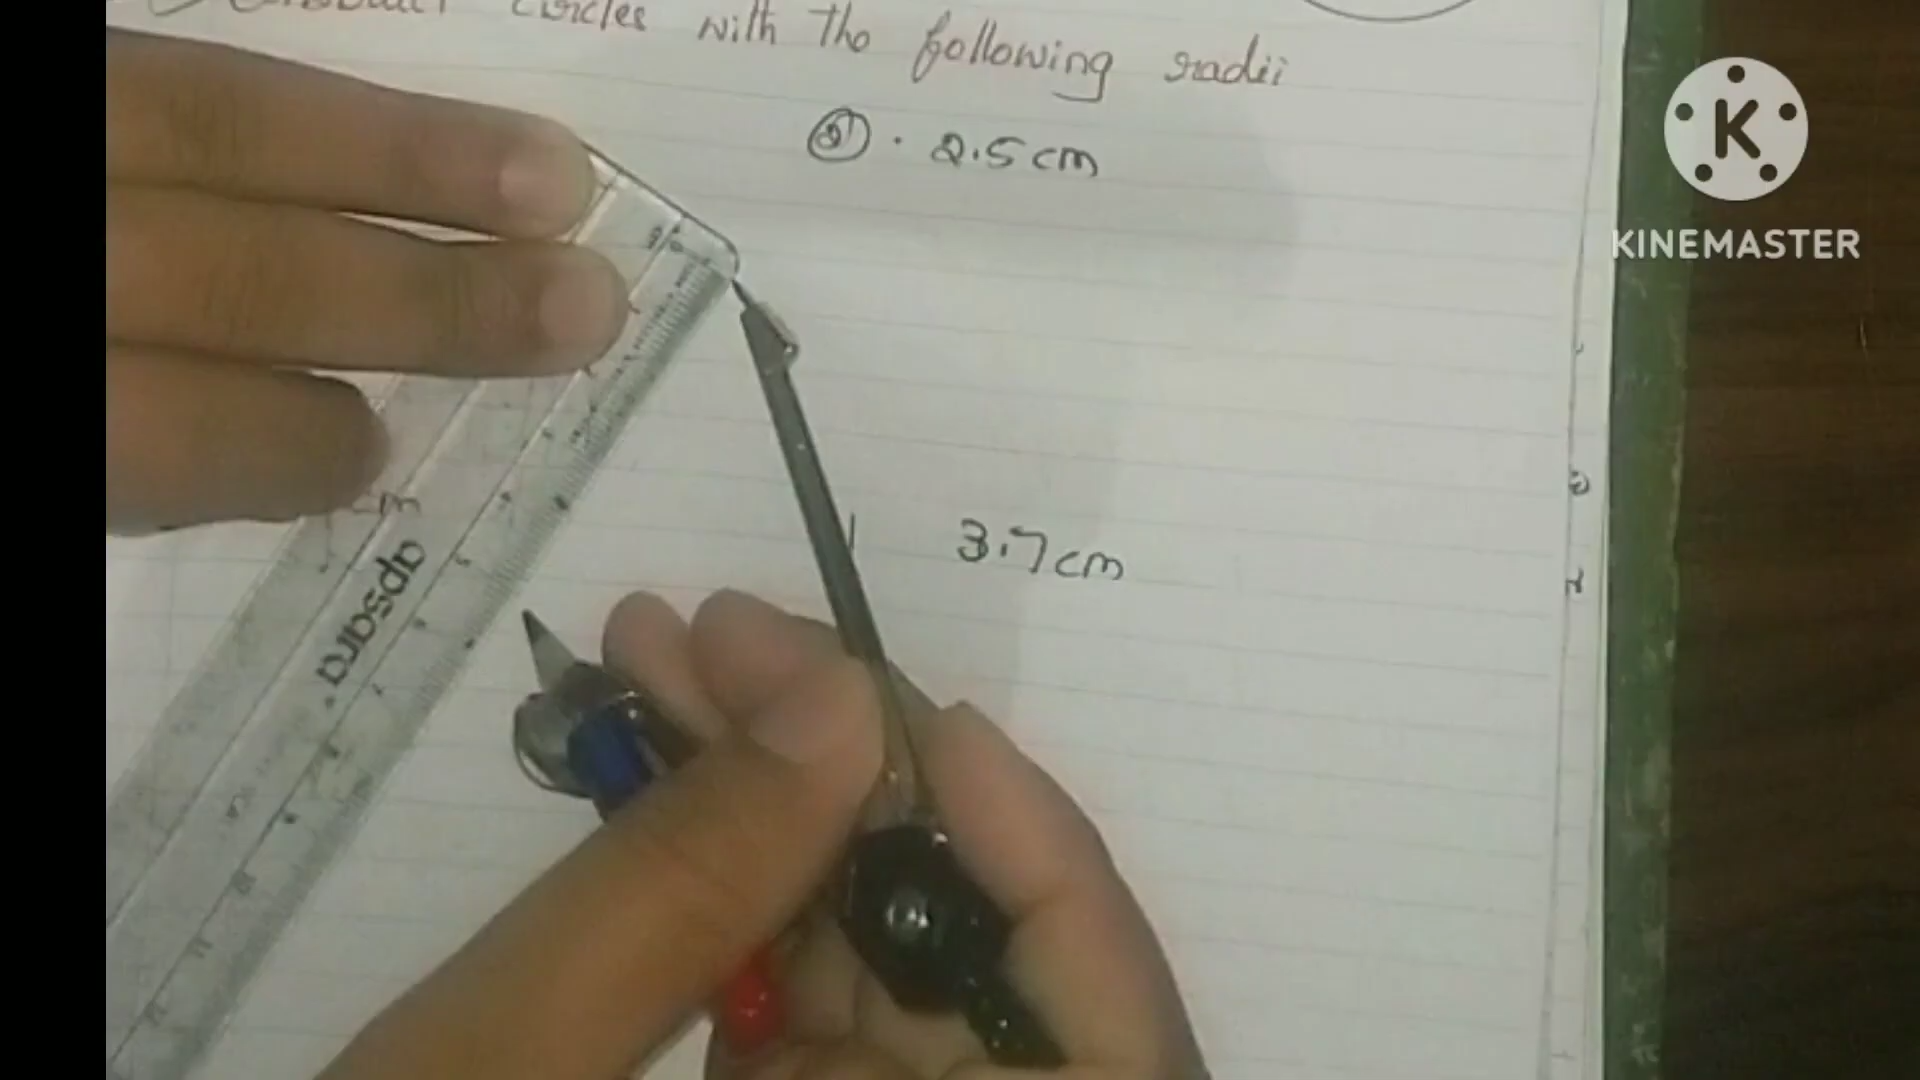 circles with the following radii
2.5cm
KINEMASTER
3.7cm
apsara